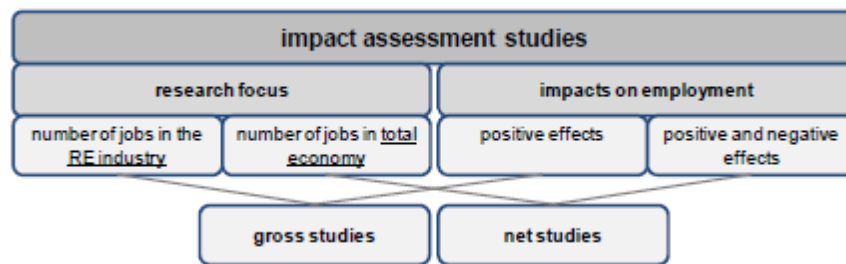 impact assessment studies
research focus
impacts on employment
number of jobs in the
RE industry
number of jobs in total
economy
positive effects
positive and negative
effects
gross studies
net studies